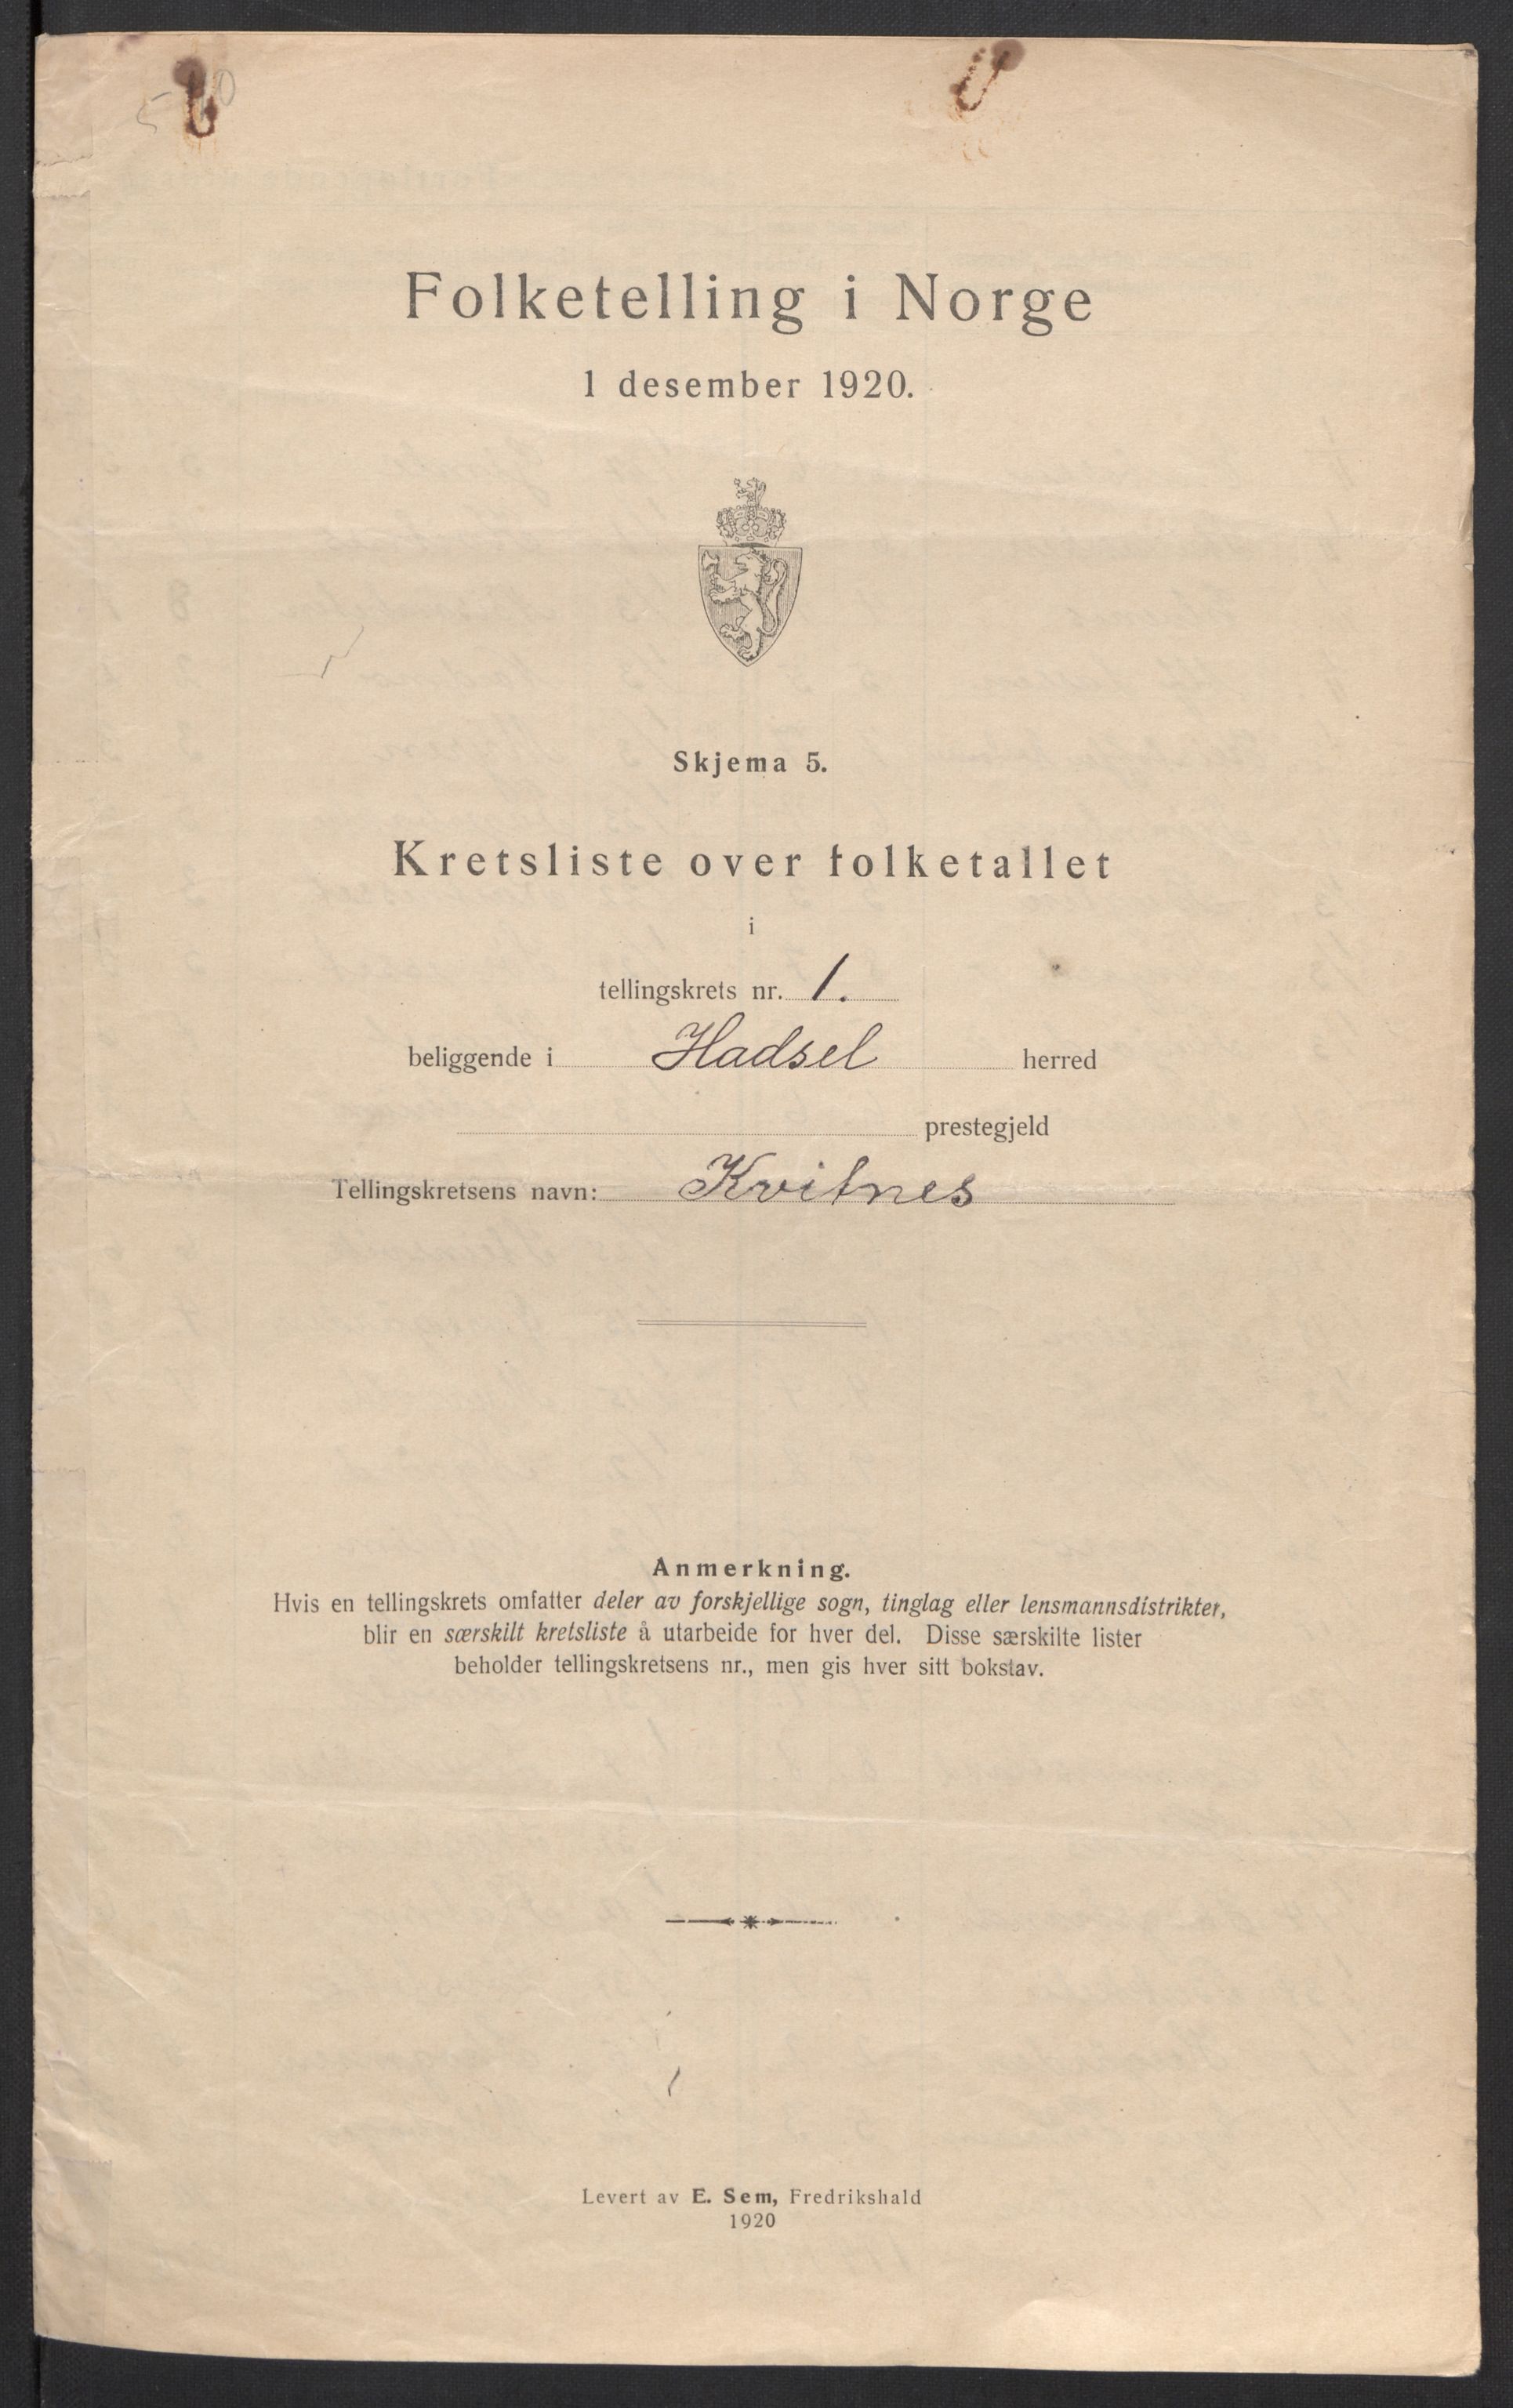 Folketelling i Norge
1 desember 1920.
Skjema 5.
Kretsliste over folketallet
i
tellingskrets nr. 1.
beliggende i Hadsel herred
prestegjeld
Tellingskretsens navn: Kvitnes
Anmerkning.
Hvis en tellingskrets omfatter deler av forskjellige sogn, tinglag eller lensmannsdistrikter,
blir en særskilt kretsliste å utarbeide for hver del. Disse særskilte lister
beholder tellingskretsens nr., men gis hver sitt bokstav.
Levert av E. Sem, Fredrikshald
1920